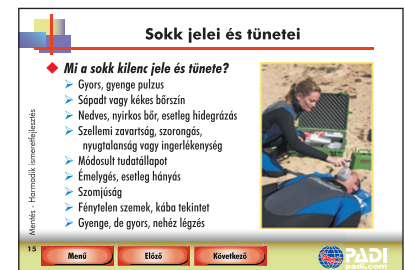 Sokk jelei és tünetei
Mi a sokk kilenc jele és tünete?
Gyors, gyenge pulzus
Sápadt vagy kékes bőrszín
Nedves, nyirkos bőr, esetleg hidegrázás
Szellemi zavartság, szorongás,
nyugtalanság vagy ingerlékenység
Módosult tudatállapot
Émelygés, esetleg hányás
Szomjúság
Fénytelen szemek, kába tekintet
Gyenge, de gyors, nehéz légzés
Mentés - Harmadik ismeretfejlesztés
15
Menü
Előző
Következő
PADI
padi.com